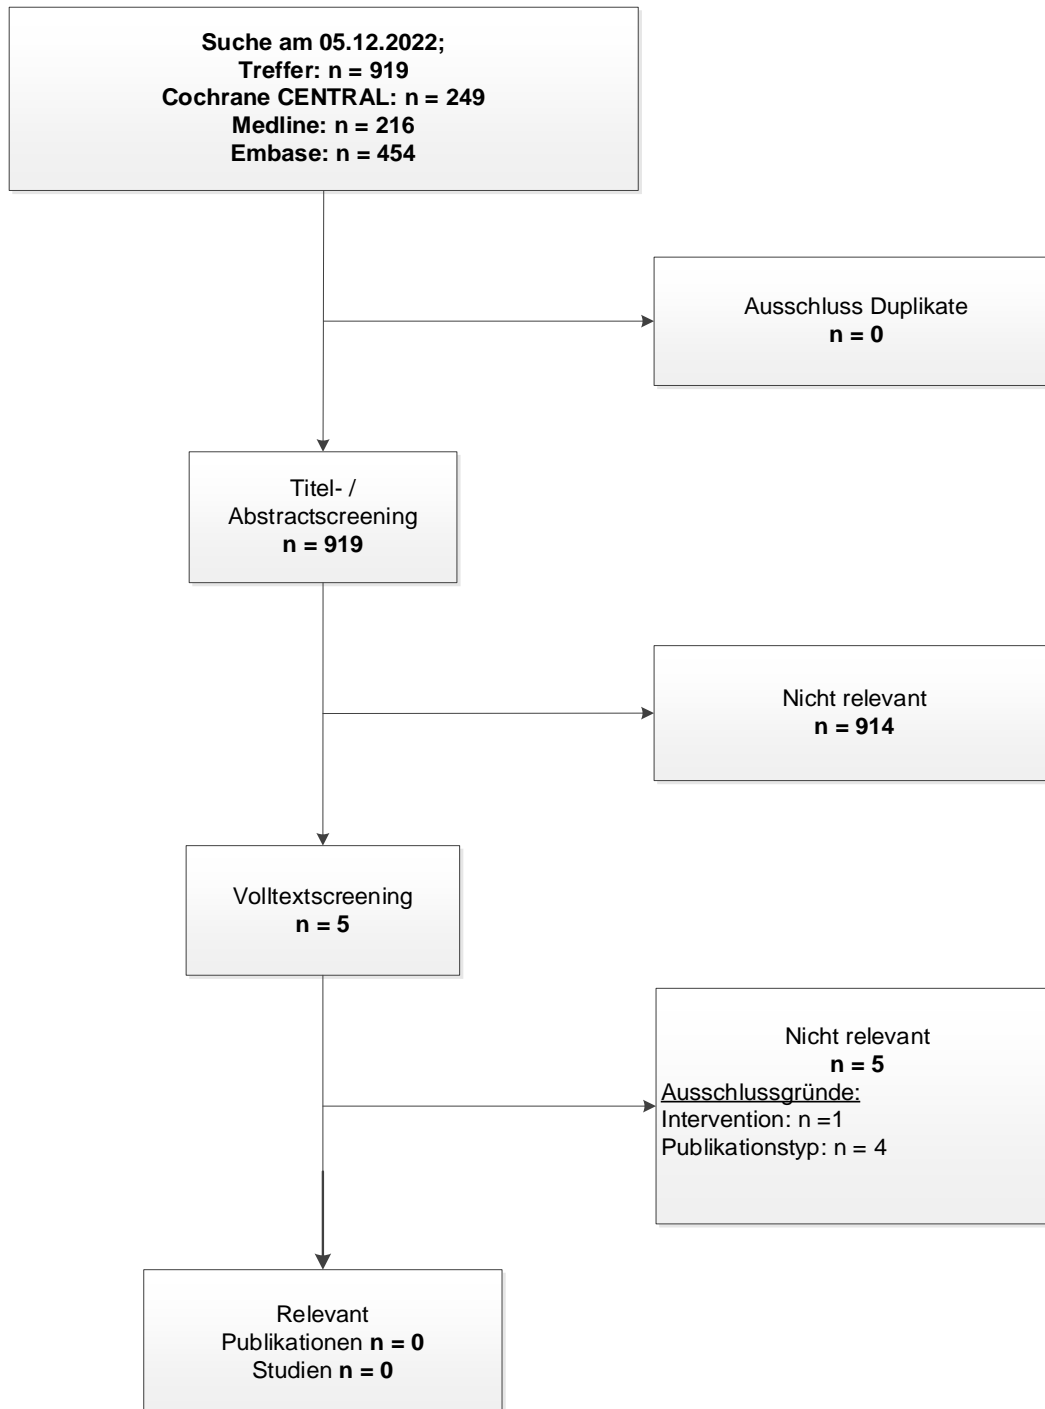 Suche am 05.12.2022;
Treffer: n = 919
Cochrane CENTRAL: n = 249
Medline: n = 216
Embase: n = 454
Ausschluss Duplikate
n = 0
Titel- /
Abstractscreening
n = 919
Nicht relevant
n = 914
Volltextscreening
n = 5
Nicht relevant
n = 5
Ausschlussgründe:
Intervention: n =1
Publikationstyp: n = 4
Relevant
Publikationen n = 0
Studien n = 0